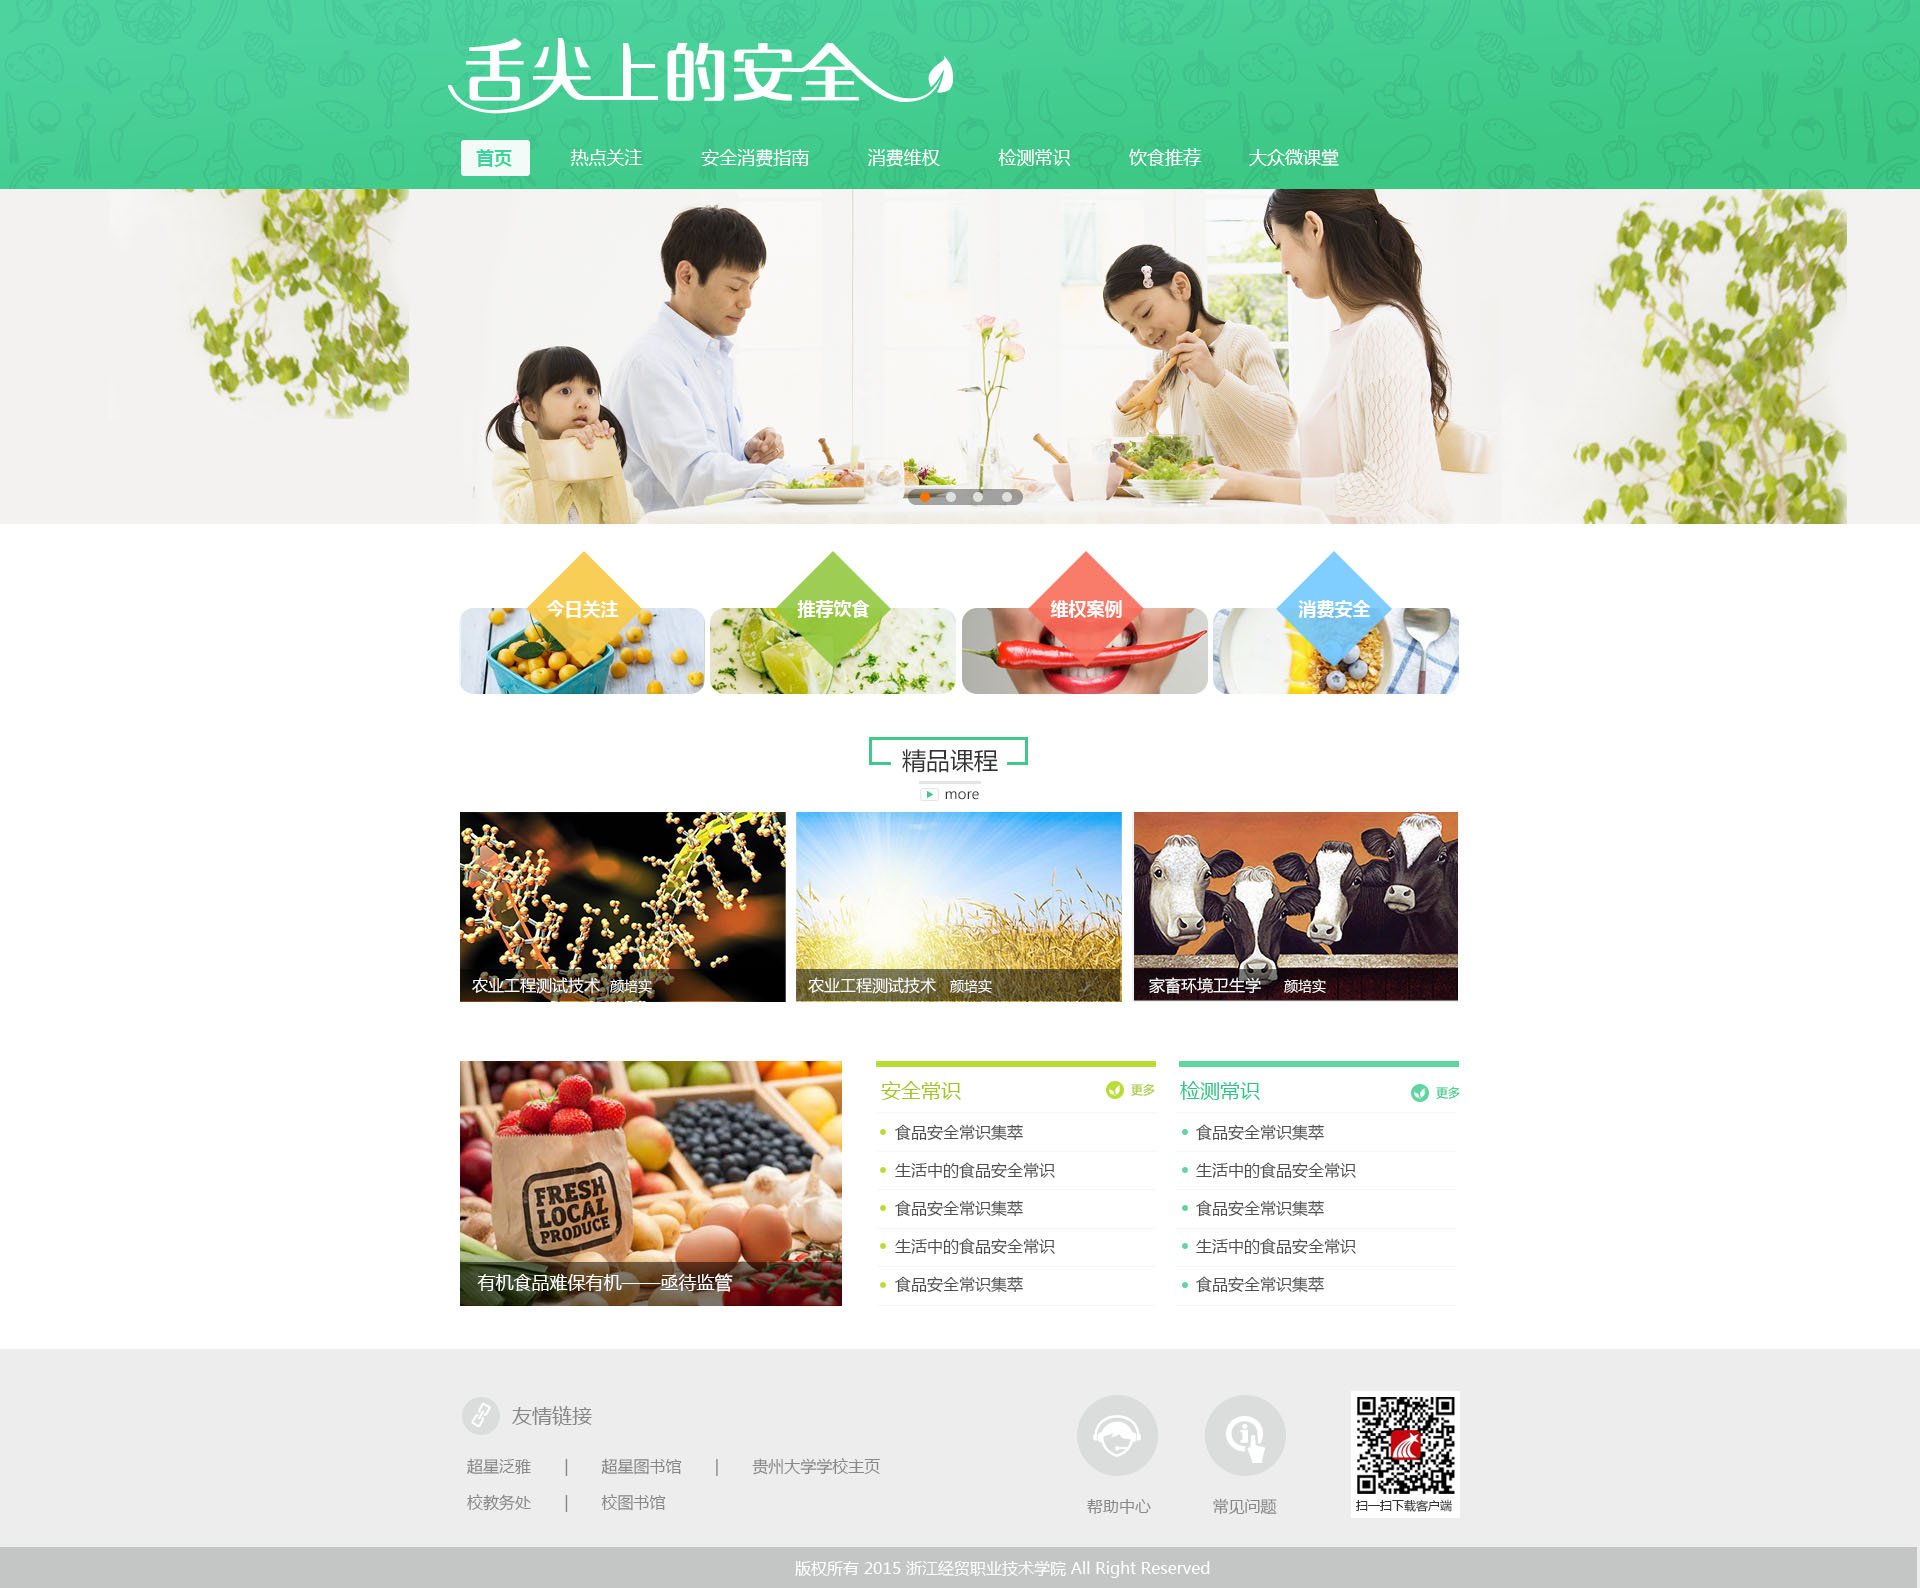 舌尖上的安全
首页 热点关注 安全消费指南 消费维权 检测常识 饮食推荐 大众微课堂
今日关注 推荐饮食 维权案例 消费安全
精品课程
more
农业工程测试技术 颜培实
农业工程测试技术 颜培实
家畜环境卫生学 颜培实
FRESH
LOCAL
PRODUCE
有机食品难保有机——亟待监管
安全常识 更多
食品安全常识集萃
生活中的食品安全常识
食品安全常识集萃
生活中的食品安全常识
食品安全常识集萃
检测常识 更多
食品安全常识集萃
生活中的食品安全常识
食品安全常识集萃
生活中的食品安全常识
食品安全常识集萃
友情链接
超星泛雅 | 超星图书馆 | 贵州大学学校主页
校教务处 | 校图书馆
帮助中心
常见问题
扫一扫下载客户端
版权所有 2015 浙江经贸职业技术学院 All Right Reserved